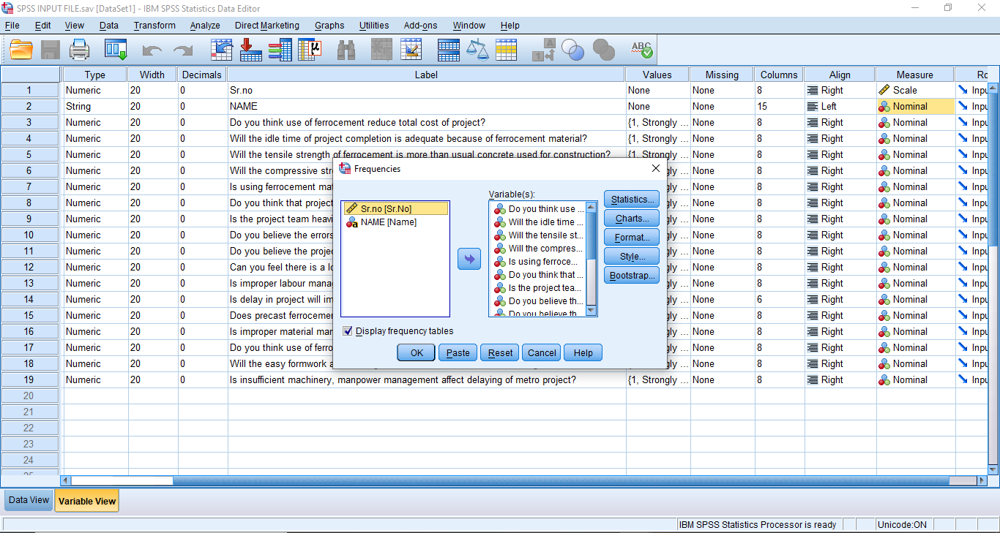 SPSS INPUT FILE.sav [DataSet1] - IBM SPSS Statistics Data Editor
File Edit View Data Transform Analyze Direct Marketing Graphs Utilities Add-ons Window Help
Type Width Decimals Label Values Missing Columns Align Measure Ro
1 Numeric 20 0 Sr.no None None 8 Right Scale Inpu
2 String 20 0 NAME None None 15 Left Nominal Inpu
3 Numeric 20 0 Do you think use of ferrocement reduce total cost of project? {1, Strongly ... None 8 Right Nominal Inpu
4 Numeric 20 0 Will the idle time of project completion is adequate because of ferrocement material? {1, Strongly ... None 8 Right Nominal Inpu
5 Numeric 20 0 Will the tensile strength of ferrocement is more than usual concrete used for construction? {1, Strongly ... None 8 Right Nominal Inpu
6 Numeric 20 0 Will the compressive stre gly ... None 8 Right Nominal Inpu
7 Numeric 20 0 Is using ferrocement mat gly ... None 8 Right Nominal Inpu
8 Numeric 20 0 Do you think that project gly ... None 8 Right Nominal Inpu
9 Numeric 20 0 Is the project team heavi gly ... None 8 Right Nominal Inpu
10 Numeric 20 0 Do you believe the errors gly ... None 8 Right Nominal Inpu
11 Numeric 20 0 Do you believe the projec gly ... None 8 Right Nominal Inpu
12 Numeric 20 0 Can you feel there is a lo gly ... None 8 Right Nominal Inpu
13 Numeric 20 0 Is improper labour mana gly ... None 8 Right Nominal Inpu
14 Numeric 20 0 Is delay in project will im gly ... None 6 Right Nominal Inpu
15 Numeric 20 0 Does precast ferrocemen gly ... None 8 Right Nominal Inpu
16 Numeric 20 0 Is improper material man gly ... None 8 Right Nominal Inpu
17 Numeric 20 0 Do you think use of ferro gly ... None 8 Right Nominal Inpu
18 Numeric 20 0 Will the easy formwork a gly ... None 8 Right Nominal Inpu
19 Numeric 20 0 Is insufficient machinery, manpower management affect delaying of metro project? {1, Strongly ... None 8 Right Nominal Inpu
20
21
22
23
24
Frequencies
Variable(s):
Sr.no [Sr.No]
NAME [Name]
Do you think use ...
Will the idle time ...
Will the tensile st...
Will the compres...
Is using ferroce...
Do you think that ...
Is the project tea...
Do you believe th...
Do you believe th
Statistics...
Charts...
Format...
Style...
Bootstrap...
Display frequency tables
OK Paste Reset Cancel Help
Data View Variable View
IBM SPSS Statistics Processor is ready Unicode:ON